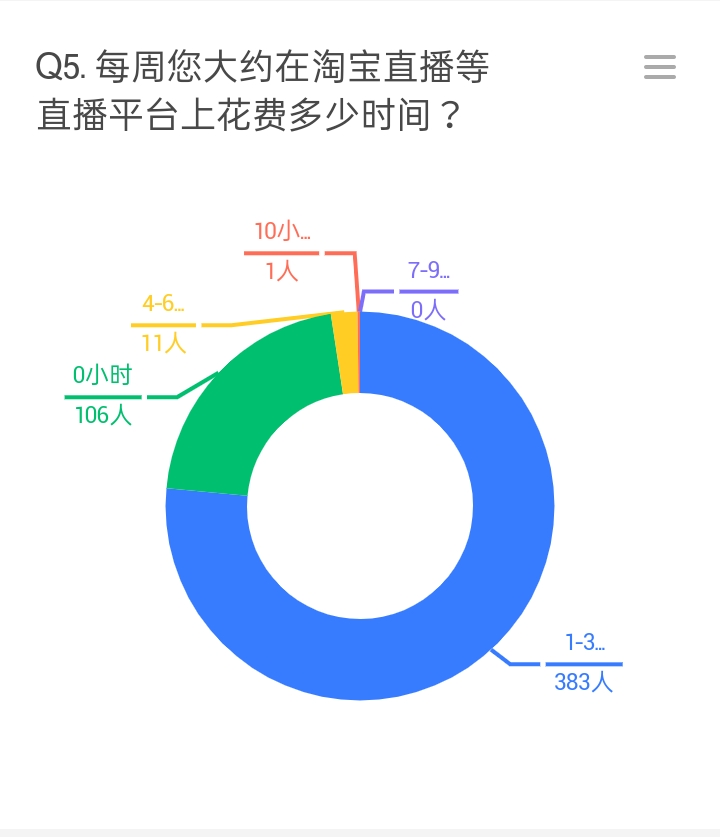 Q5. 每周您大约在淘宝直播等
直播平台上花费多少时间？
10小...
1人
7-9...
0人
4-6...
11人
0小时
106人
1-3...
383人